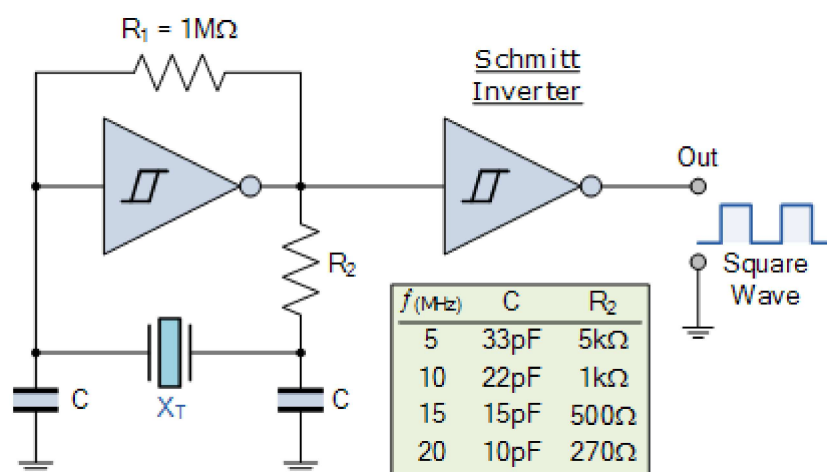 R₁ = 1MΩ
Schmitt
Inverter
Out
R₂
Square
Wave
ƒ(MHz) C R₂
5 33pF 5kΩ
10 22pF 1kΩ
15 15pF 500Ω
20 10pF 270Ω
C
X_T
C